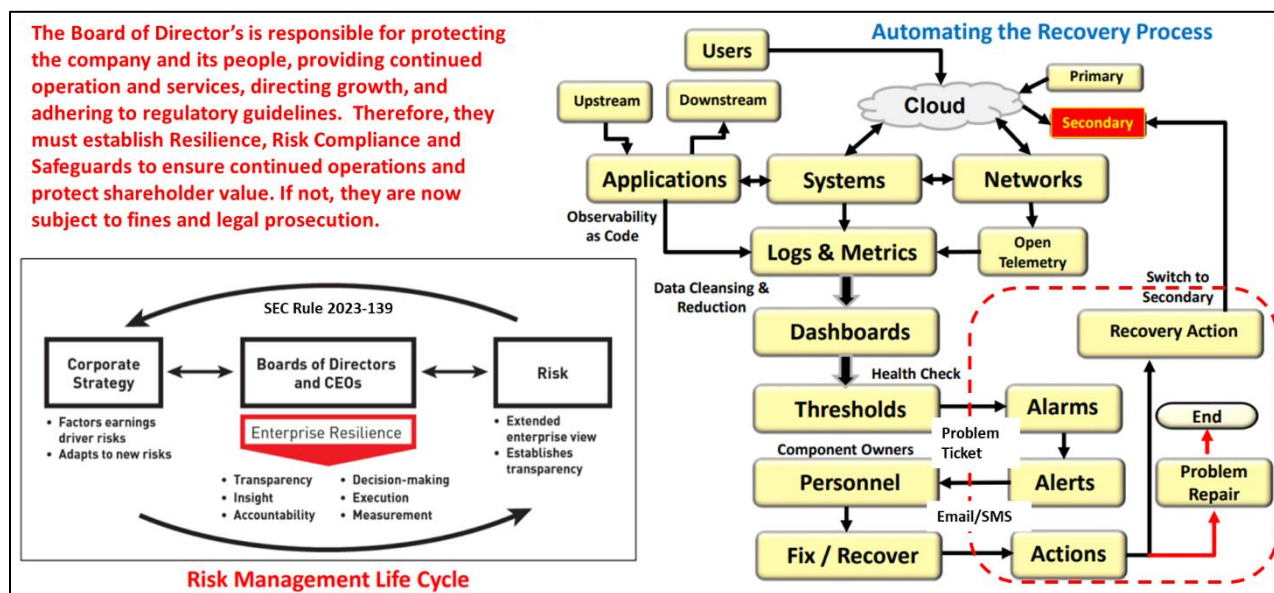 The Board of Director's is responsible for protecting
the company and its people, providing continued
operation and services, directing growth, and
adhering to regulatory guidelines.  Therefore, they
must establish Resilience, Risk Compliance and
Safeguards to ensure continued operations and
protect shareholder value. If not, they are now
subject to fines and legal prosecution.
SEC Rule 2023-139
Corporate
Strategy
Boards of Directors
and CEOs
Risk
• Factors earnings
driver risks
• Adapts to new risks
Enterprise Resilience
• Extended
enterprise view
• Establishes
transparency
• Transparency
• Insight
• Accountability
• Decision-making
• Execution
• Measurement
Risk Management Life Cycle
Automating the Recovery Process
Users
Cloud
Primary
Secondary
Upstream
Downstream
Applications
Systems
Networks
Observability
as Code
Logs & Metrics
Open
Telemetry
Data Cleansing &
Reduction
Switch to
Secondary
Dashboards
Recovery Action
Health Check
Thresholds
Alarms
End
Problem
Ticket
Component Owners
Personnel
Alerts
Problem
Repair
Email/SMS
Fix / Recover
Actions